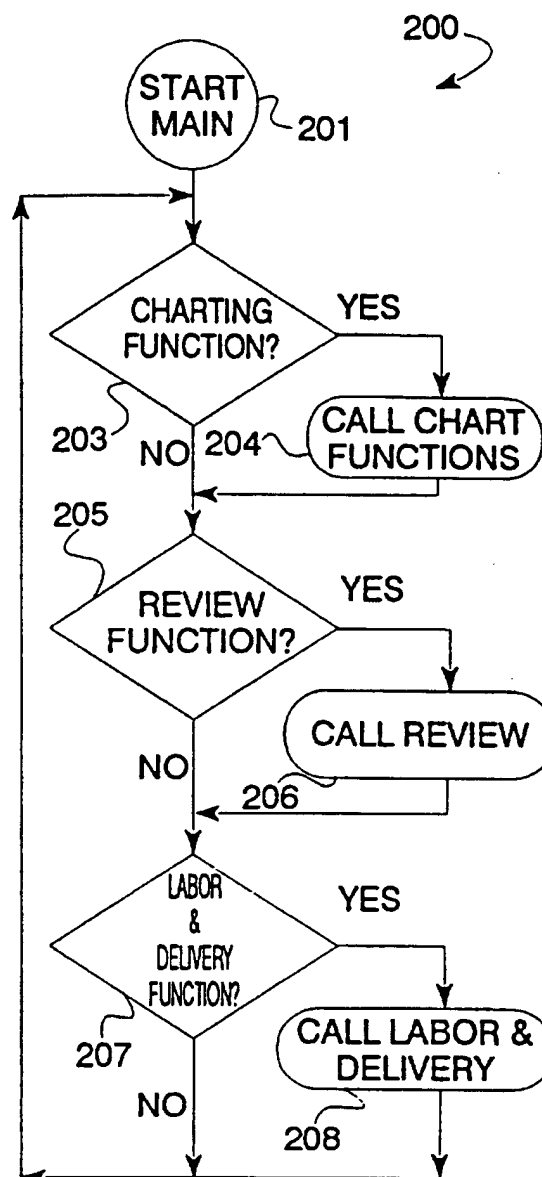 200
START
MAIN
201
CHARTING
FUNCTION?
YES
203
NO
204
CALL CHART
FUNCTIONS
205
REVIEW
FUNCTION?
YES
CALL REVIEW
NO
206
LABOR
&
DELIVERY
FUNCTION?
YES
207
CALL LABOR &
DELIVERY
NO
208